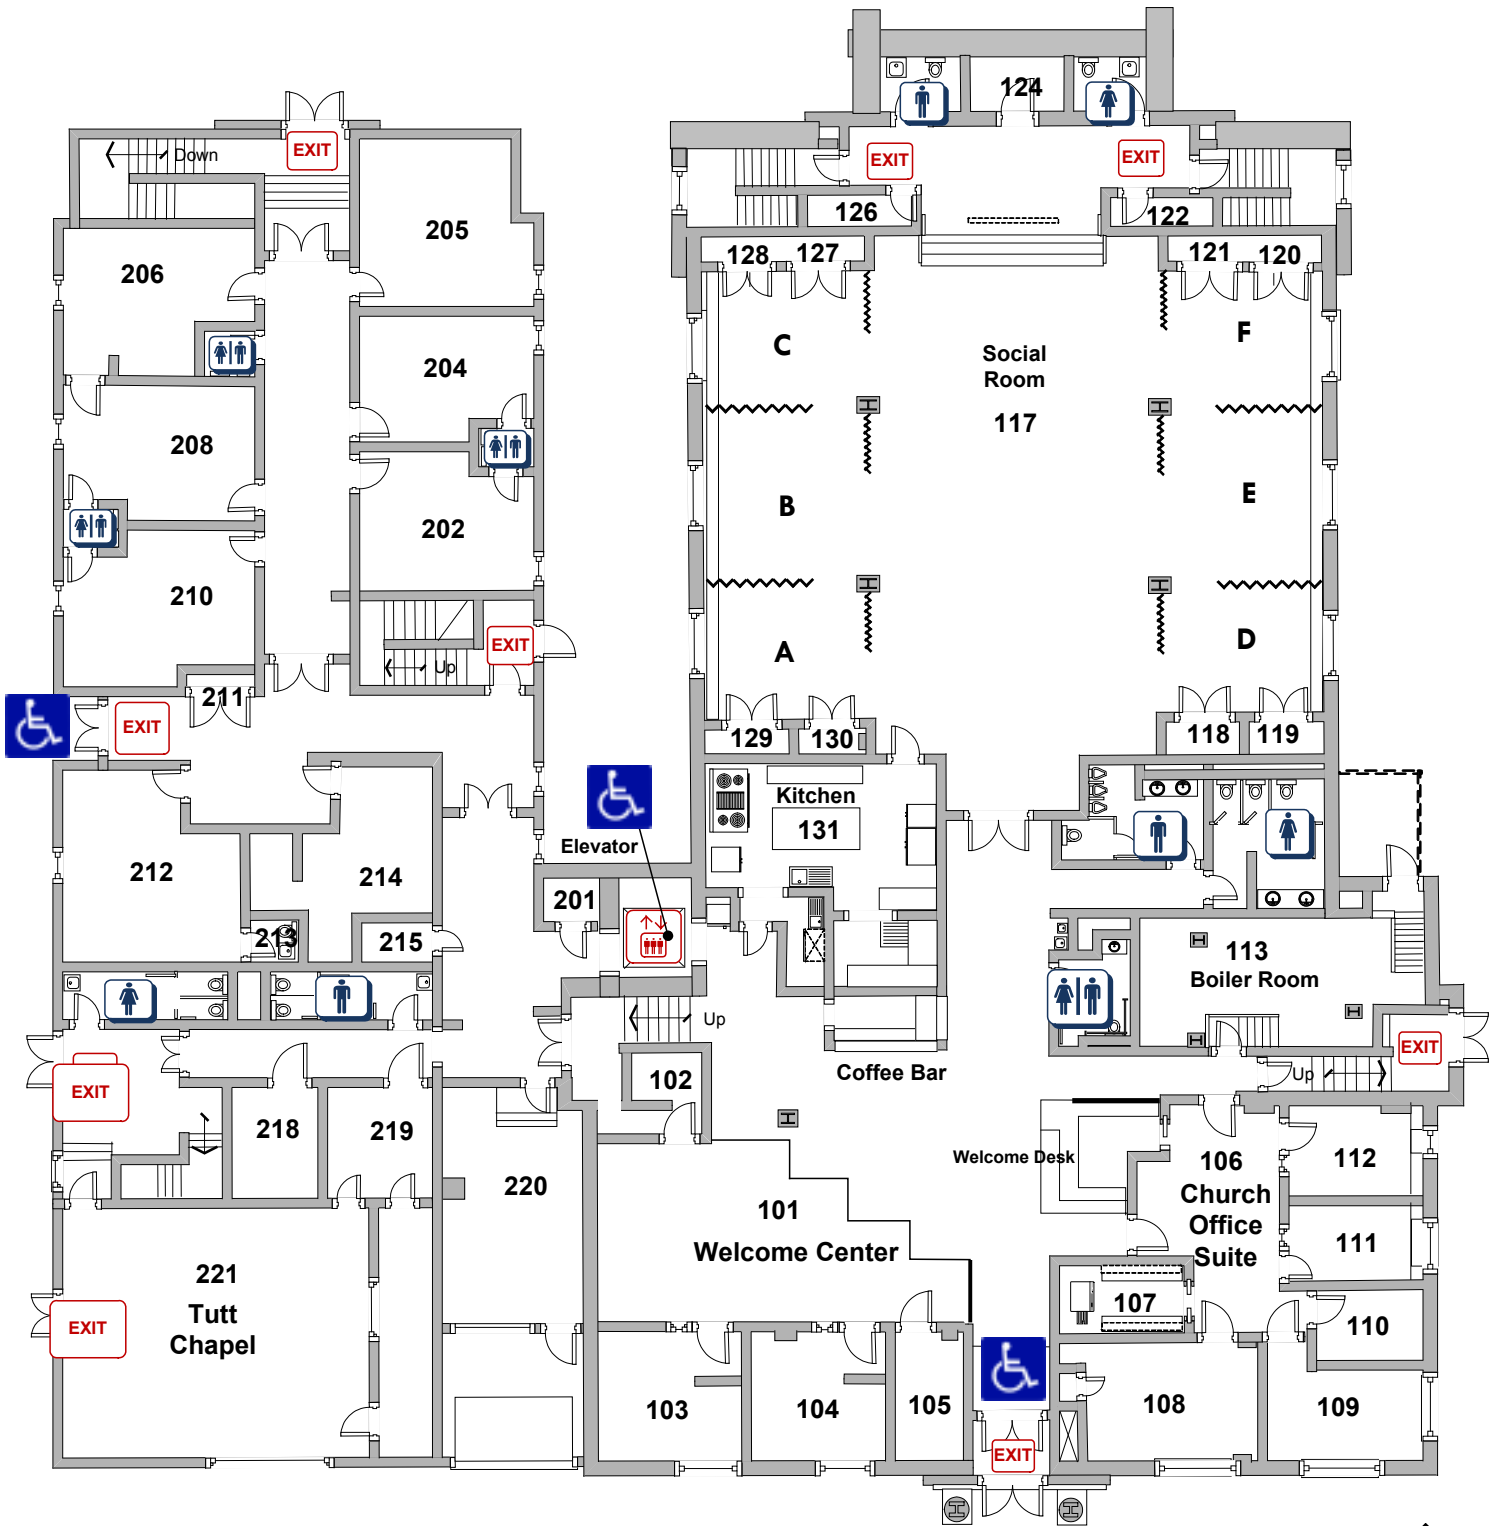 124
EXIT
Down
EXIT
EXIT
126
122
205
206
128
127
121
120
C
Social
Room
117
F
204
208
B
E
202
210
A
D
EXIT
Up
211
EXIT
129
130
118
119
Kitchen
131
Elevator
212
214
201
213
215
113
Boiler Room
Up
EXIT
Coffee Bar
Up
102
EXIT
218
219
220
Welcome Desk
106
Church
Office
Suite
112
101
Welcome Center
111
221
Tutt
Chapel
EXIT
107
110
103
104
105
108
109
EXIT